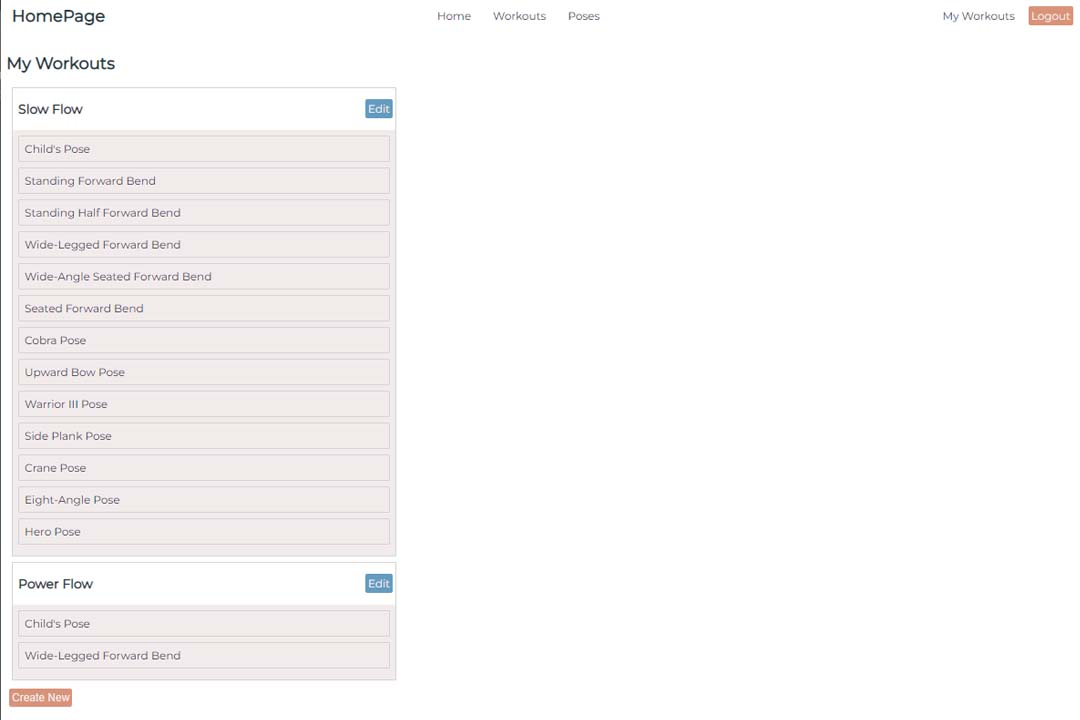 HomePage
Home Workouts Poses
My Workouts Logout
My Workouts
Slow Flow Edit
Child's Pose
Standing Forward Bend
Standing Half Forward Bend
Wide-Legged Forward Bend
Wide-Angle Seated Forward Bend
Seated Forward Bend
Cobra Pose
Upward Bow Pose
Warrior III Pose
Side Plank Pose
Crane Pose
Eight-Angle Pose
Hero Pose
Power Flow Edit
Child's Pose
Wide-Legged Forward Bend
Create New